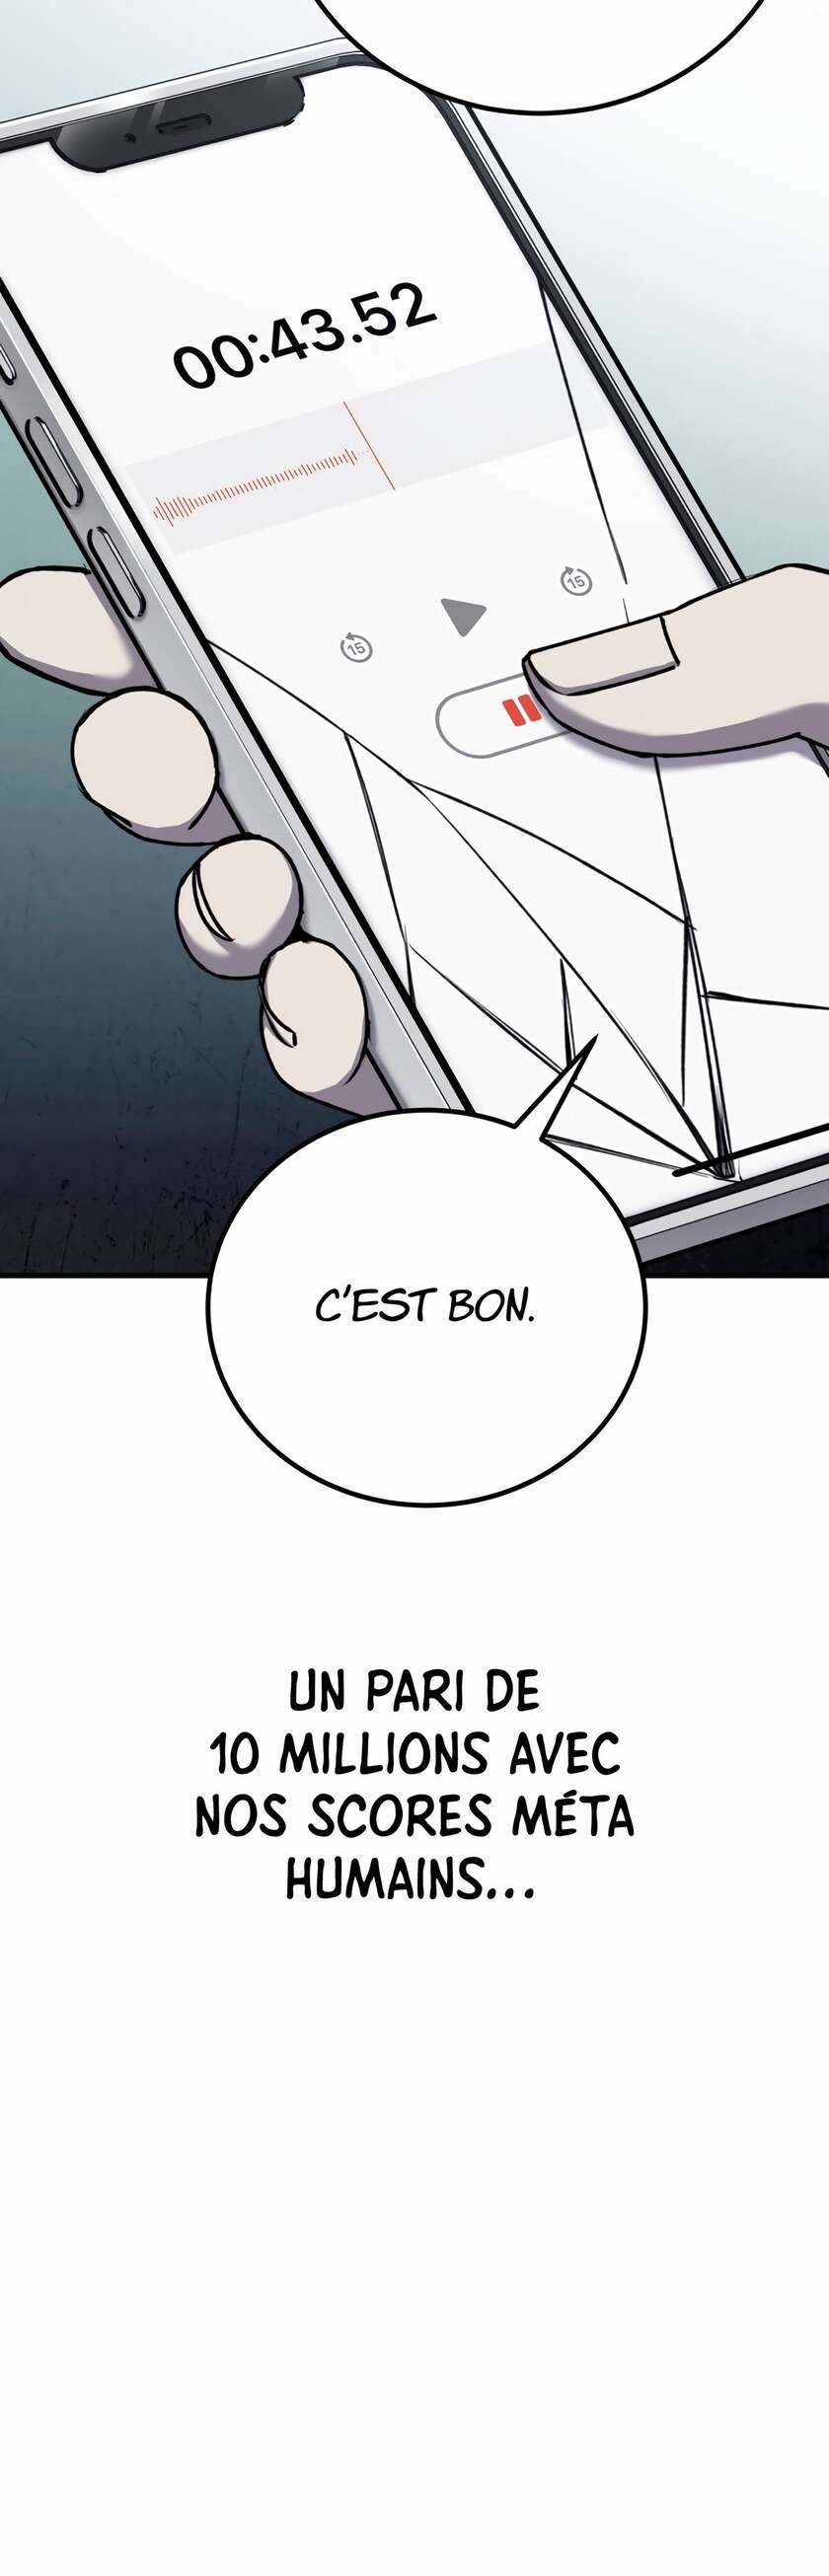 00:43.52
15
15
C'EST BON.
UN PARI DE
10 MILLIONS AVEC
NOS SCORES MÉTA
HUMAINS...